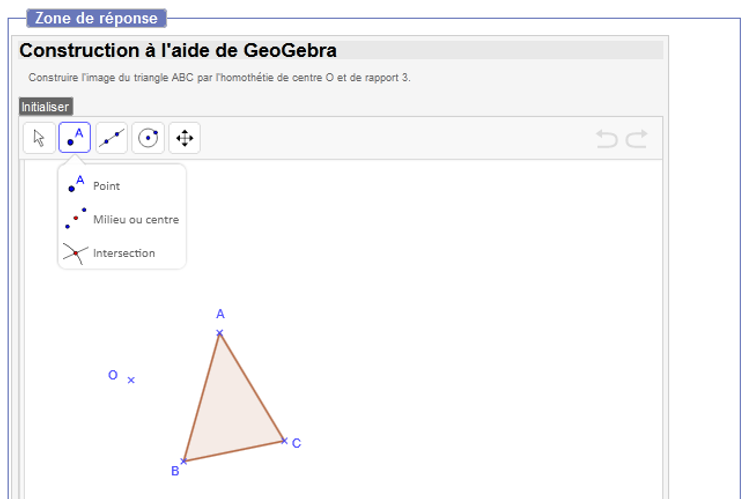 Zone de réponse
Construction à l'aide de GeoGebra
Construire l'image du triangle ABC par l'homothétie de centre O et de rapport 3.
Initialiser
A
A
Point
Milieu ou centre
Intersection
A
O
C
B